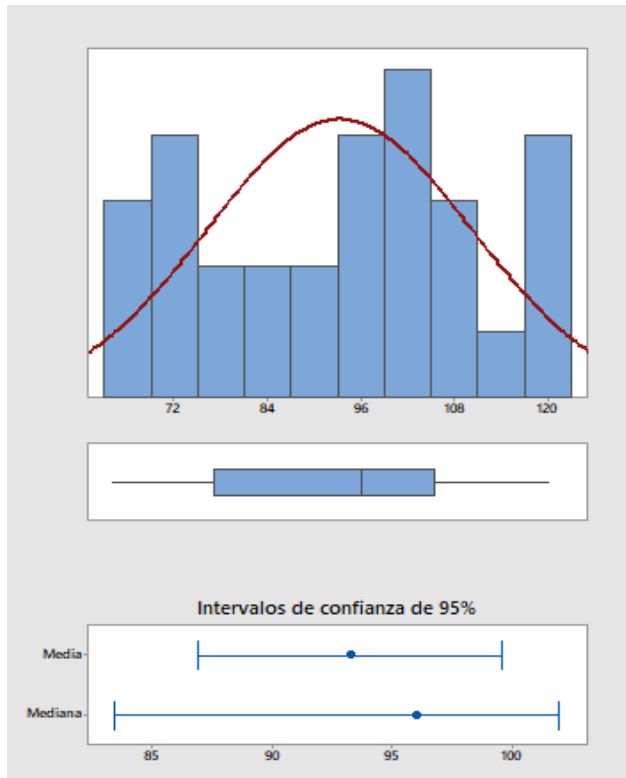 72 84 96 108 120
Intervalos de confianza de 95%
Media
Mediana
85 90 95 100